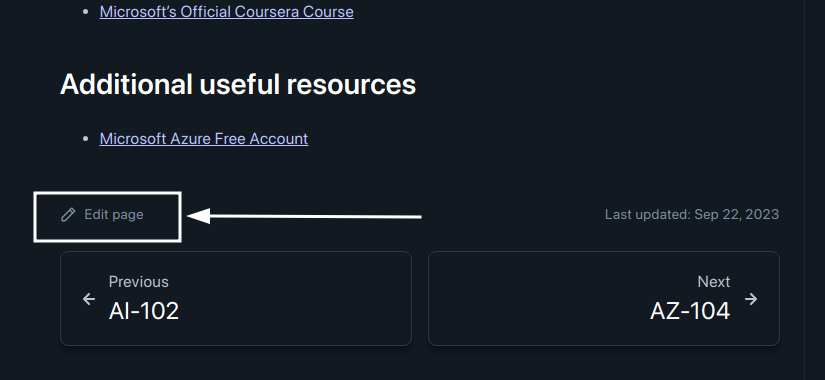 Microsoft's Official Coursera Course
Additional useful resources
Microsoft Azure Free Account
Edit page
Last updated: Sep 22, 2023
Previous
AI-102
Next
AZ-104